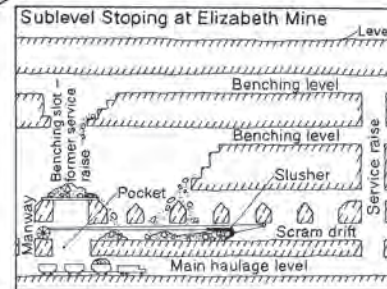 Sublevel Stoping at Elizabeth Mine
Level
Benching level
Benching slot –
former service
raise
Benching level
Pocket
Slusher
Manway
Service raise
Scram drift
Main haulage level